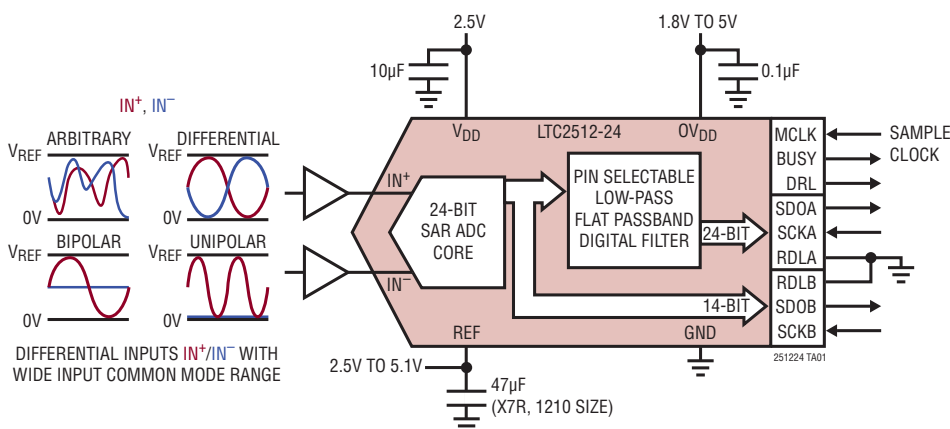 2.5V
1.8V TO 5V
10µF
0.1µF
IN+, IN−
ARBITRARY
DIFFERENTIAL
VREF
0V
VREF
0V
BIPOLAR
UNIPOLAR
VREF
0V
VREF
0V
DIFFERENTIAL INPUTS IN+/IN− WITH
WIDE INPUT COMMON MODE RANGE
VDD
LTC2512-24
OVDD
IN+
IN−
24-BIT
SAR ADC
CORE
PIN SELECTABLE
LOW-PASS
FLAT PASSBAND
DIGITAL FILTER
24-BIT
14-BIT
REF
GND
MCLK
BUSY
DRL
SDOA
SCKA
RDLA
RDLB
SDOB
SCKB
SAMPLE
CLOCK
251224 TA01
2.5V TO 5.1V
47µF
(X7R, 1210 SIZE)